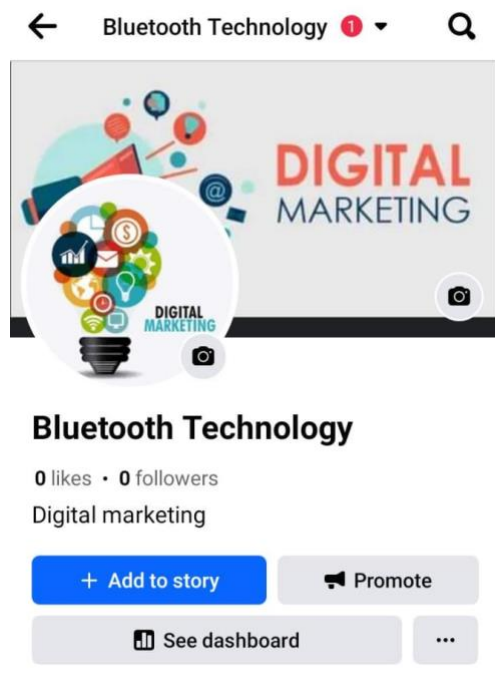 Bluetooth Technology 1
DIGITAL
MARKETING
DIGITAL
MARKETING
Bluetooth Technology
0 likes • 0 followers
Digital marketing
+ Add to story
Promote
See dashboard